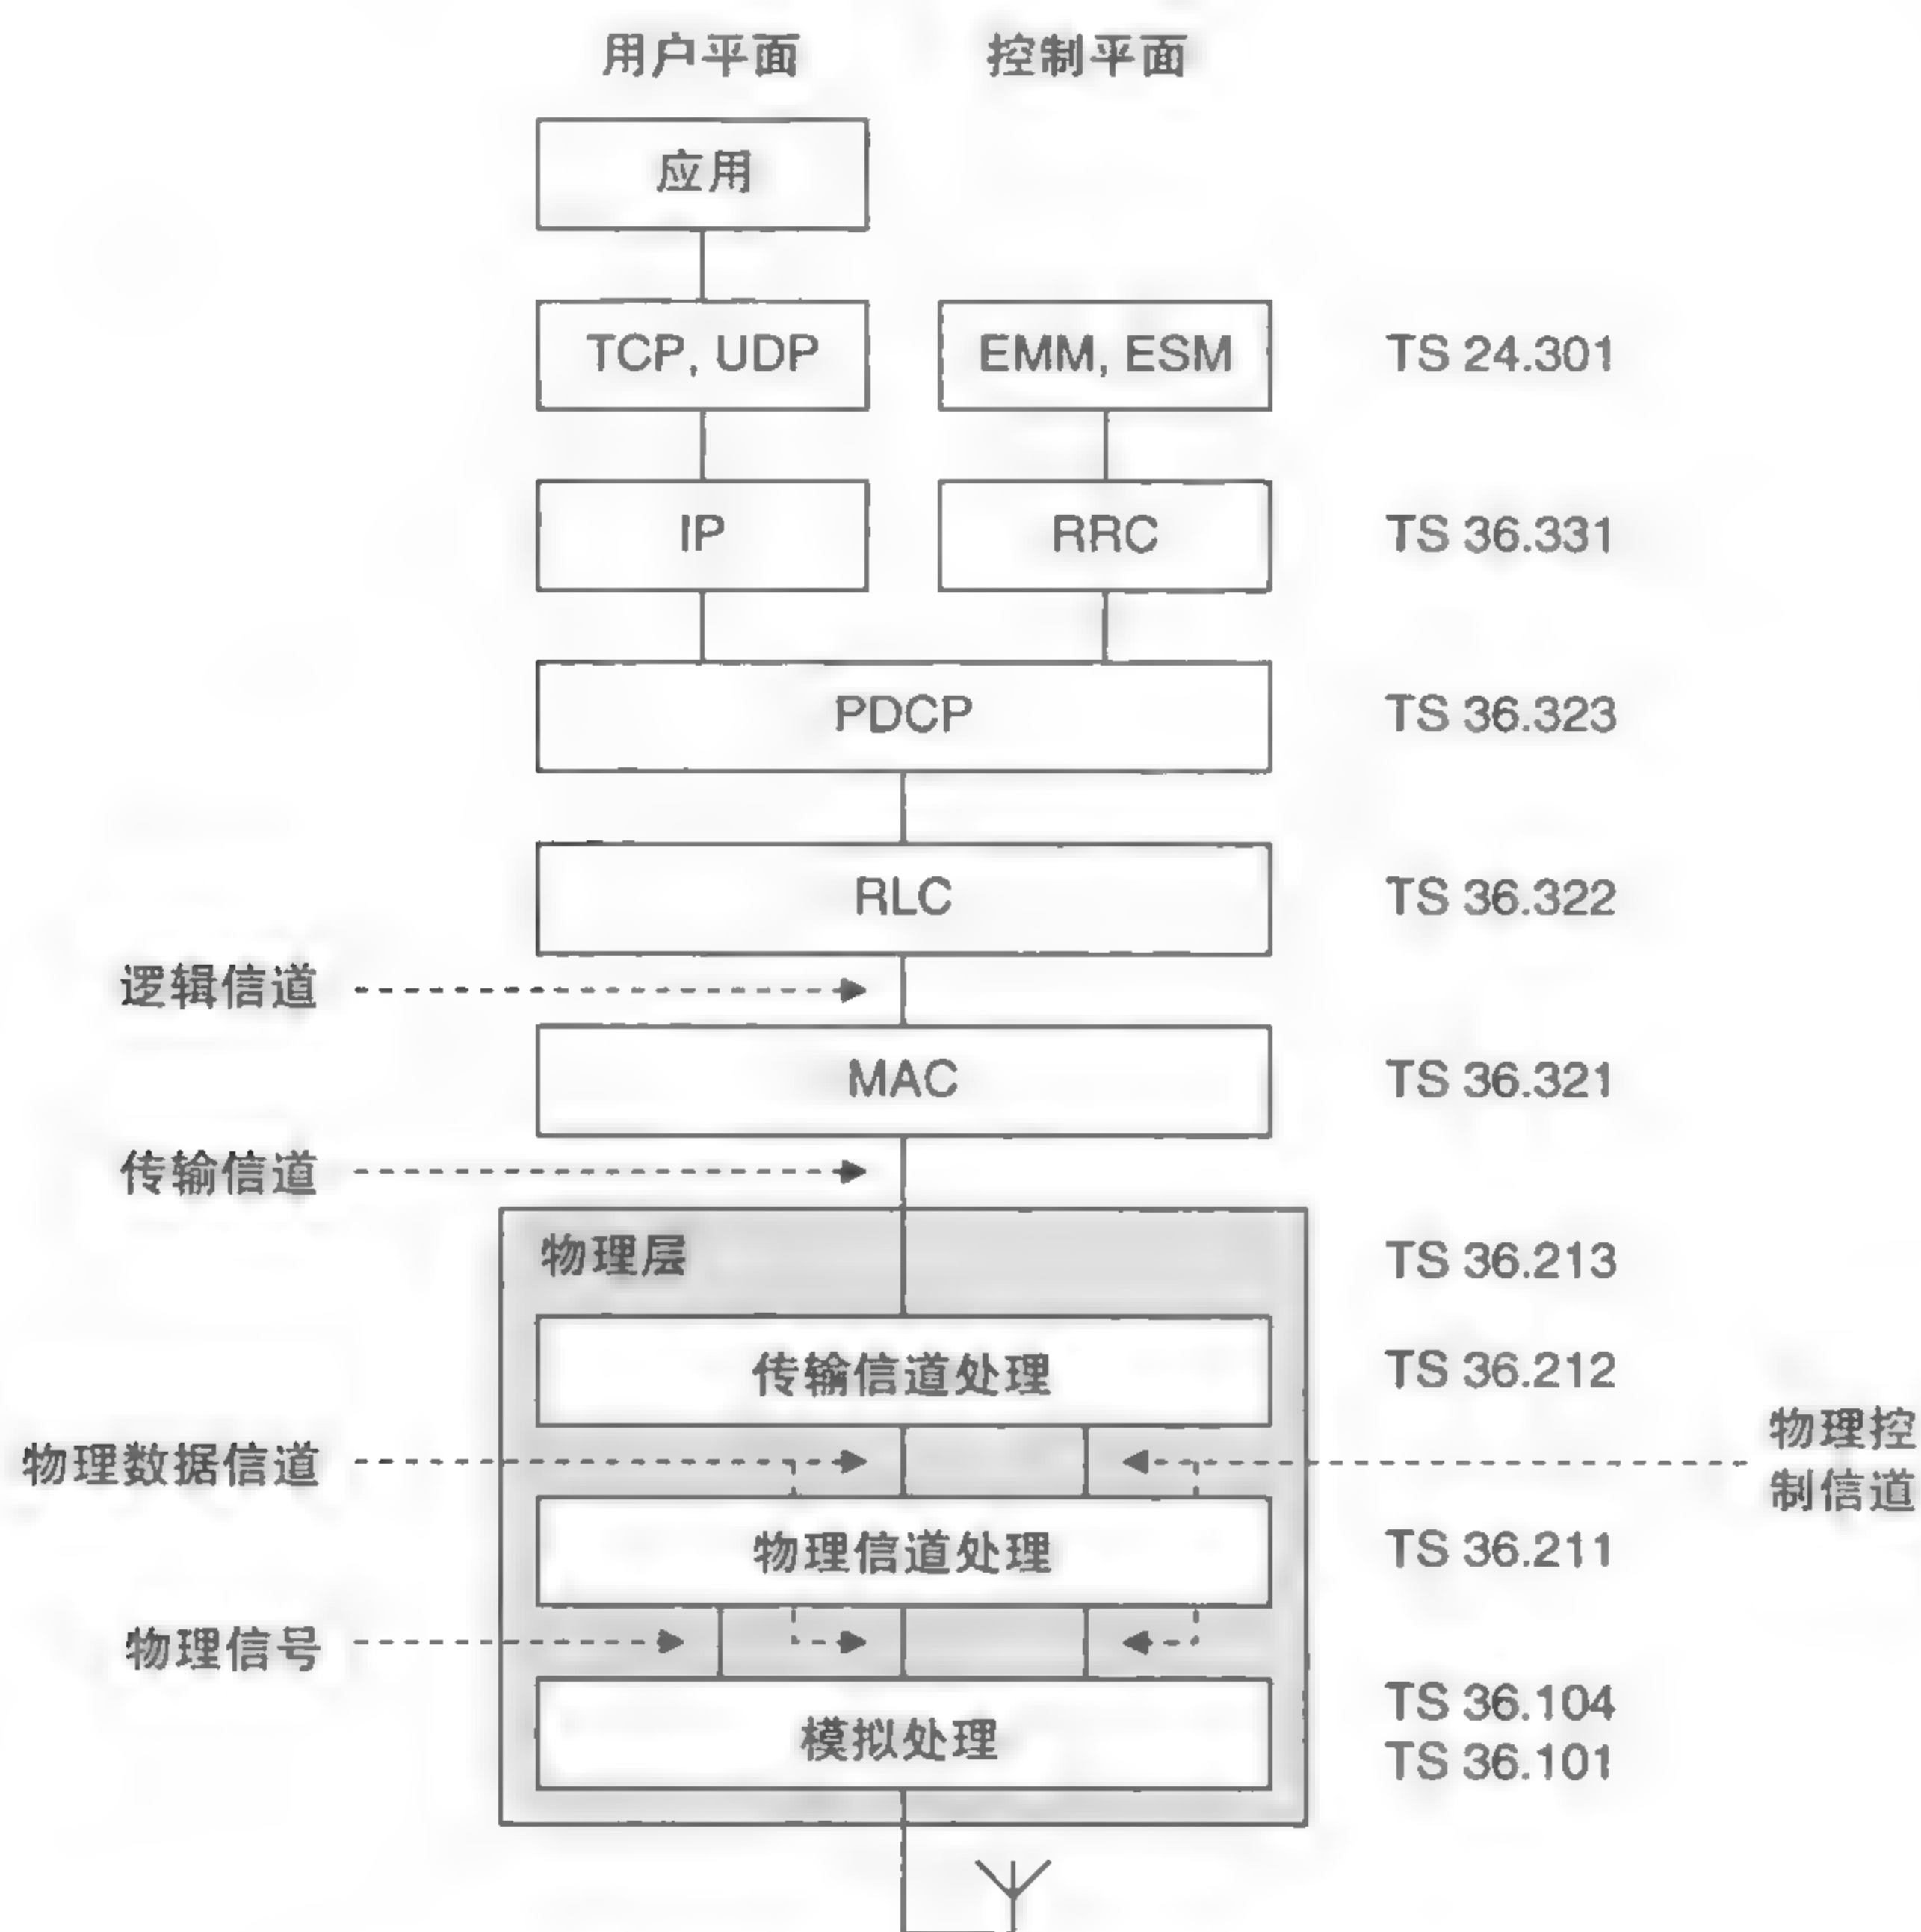 用户平面 控制平面
应用
TCP, UDP EMM, ESM TS 24.301
IP RRC TS 36.331
PDCP TS 36.323
RLC TS 36.322
逻辑信道
MAC TS 36.321
传输信道
物理层 TS 36.213
传输信道处理 TS 36.212
物理数据信道
物理控
制信道
物理信道处理 TS 36.211
物理信号
模拟处理
TS 36.104
TS 36.101